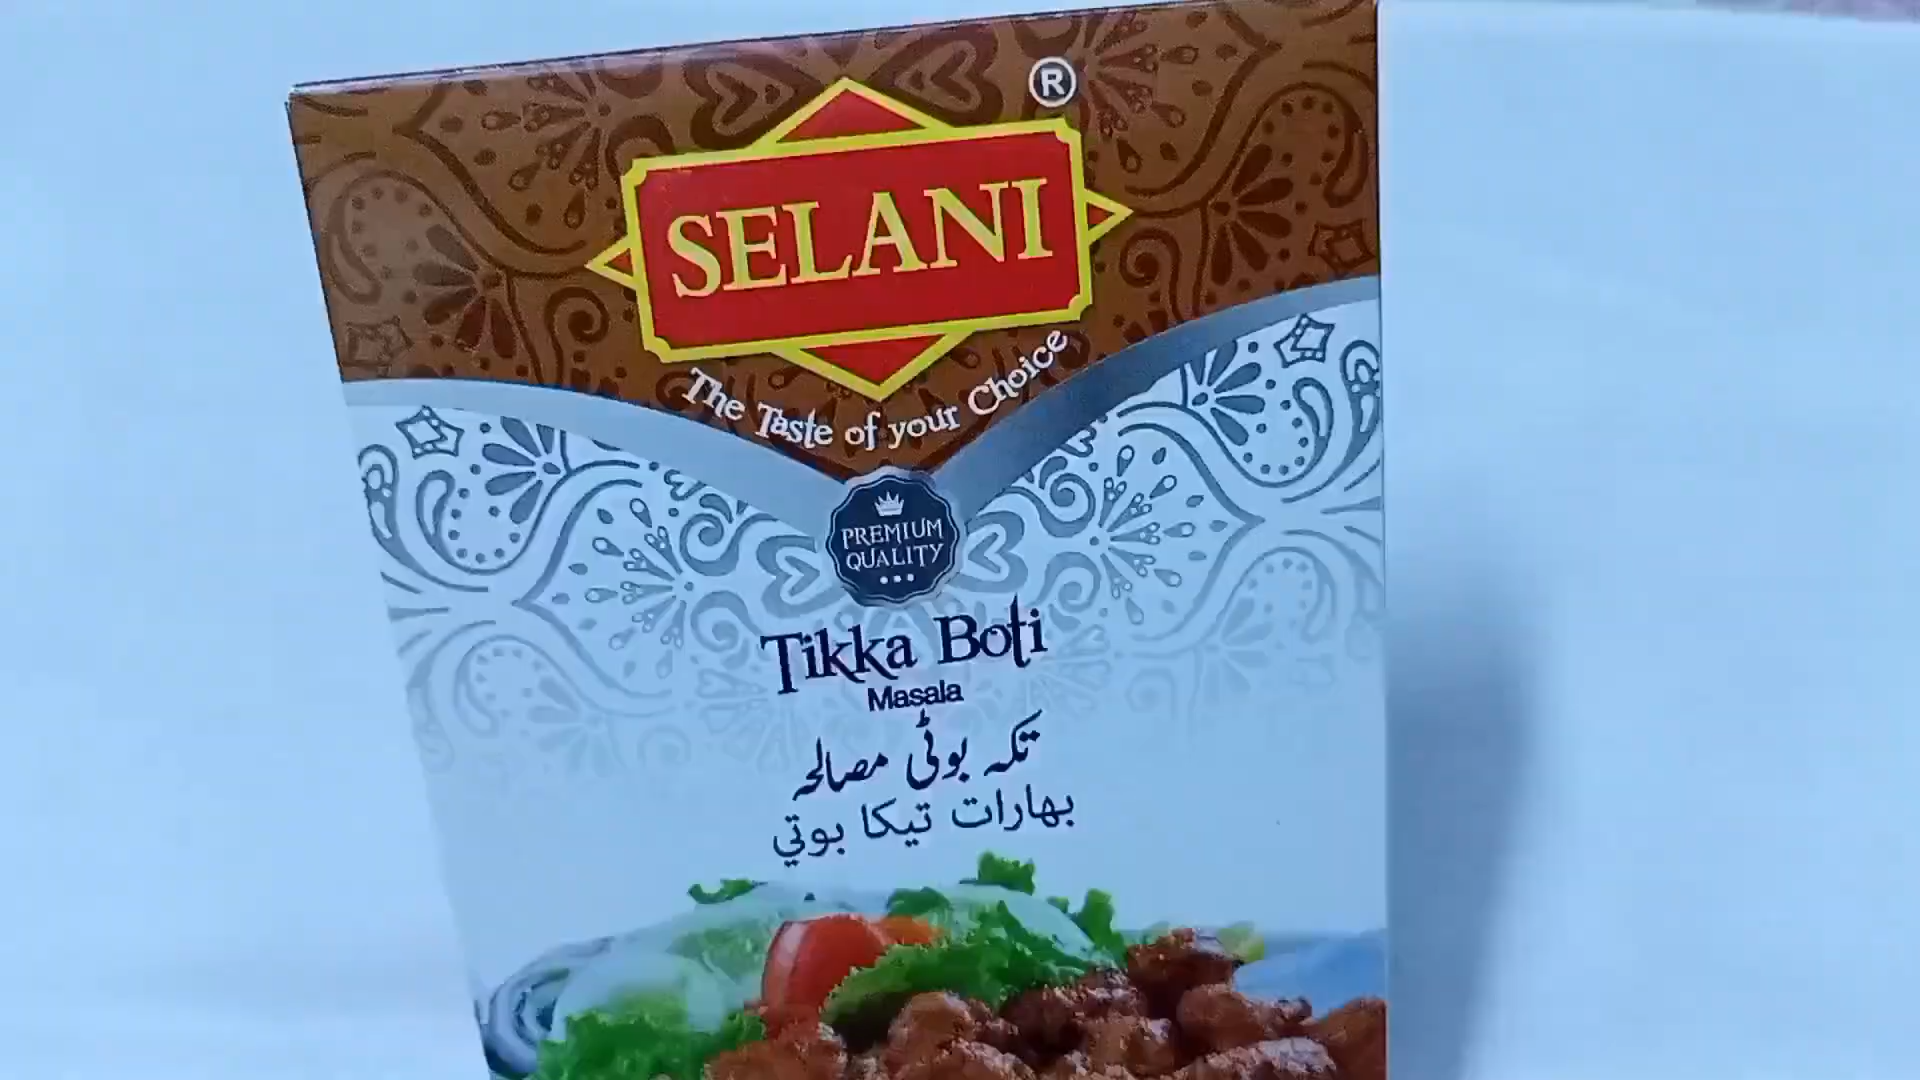 ®
SELANI
The Taste of your Choice
PREMIUM
QUALITY
Tikka Boti
Masala
تکہ بوٹی مصالحہ
بهارات تيكا بوتي